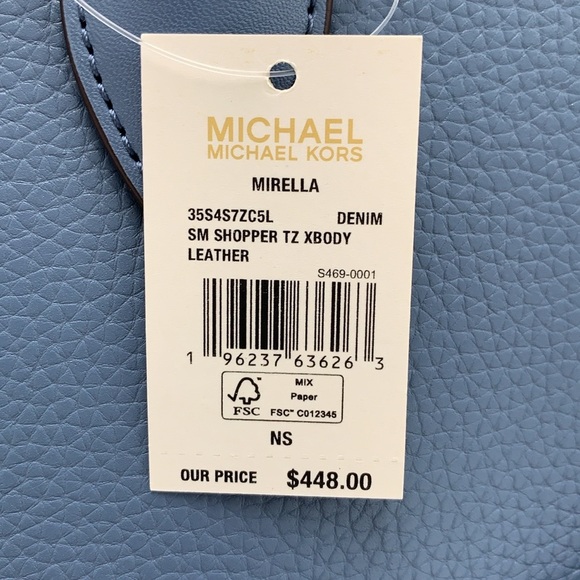 MICHAEL
MICHAEL KORS
MIRELLA
35S4S7ZC5L DENIM
SM SHOPPER TZ XBODY
LEATHER
S469-0001
1 96237 63626 3
FSC
MIX
Paper
FSC™ C012345
NS
OUR PRICE $448.00